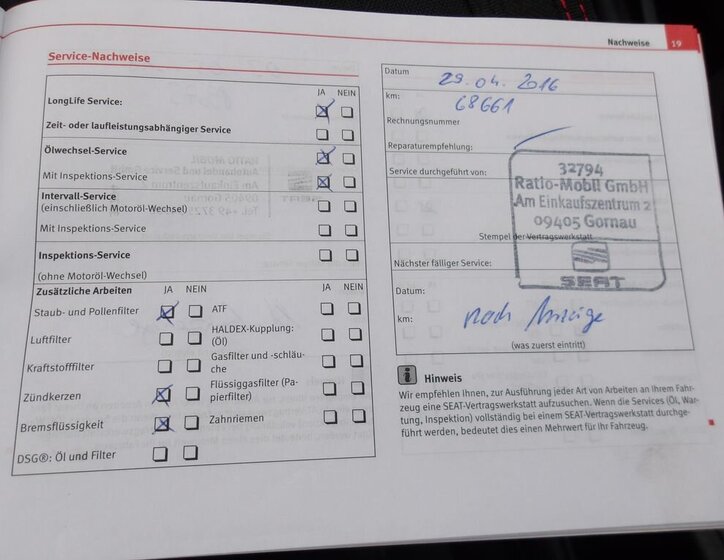 Nachweise 19
Service-Nachweise
JA NEIN
LongLife Service:
Zeit- oder laufleistungsabhängiger Service
Ölwechsel-Service
Mit Inspektions-Service
Intervall-Service
(einschließlich Motoröl-Wechsel)
Mit Inspektions-Service
Inspektions-Service
(ohne Motoröl-Wechsel)
Zusätzliche Arbeiten JA NEIN JA NEIN
Staub- und Pollenfilter ATF
Luftfilter HALDEX-Kupplung:
(Öl)
Kraftstofffilter Gasfilter und -schläu-
che
Zündkerzen Flüssiggasfilter (Pa-
pierfilter)
Bremsflüssigkeit Zahnriemen
DSG®: Öl und Filter
Datum 29.04.2016
km: 68661
Rechnungsnummer
Reparaturempfehlung:
Service durchgeführt von:
32794
Ratio-Mobil GmbH
Am Einkaufszentrum 2
09405 Gornau
Stempel der Vertragswerkstatt
SEAT
Nächster fälliger Service:
Datum:
km: nach Anzeige
(was zuerst eintritt)
i Hinweis
Wir empfehlen Ihnen, zur Ausführung jeder Art von Arbeiten an Ihrem Fahr-
zeug eine SEAT-Vertragswerkstatt aufzusuchen. Wenn die Services (Öl, War-
tung, Inspektion) vollständig bei einem SEAT-Vertragswerkstatt durchge-
führt werden, bedeutet dies einen Mehrwert für Ihr Fahrzeug.